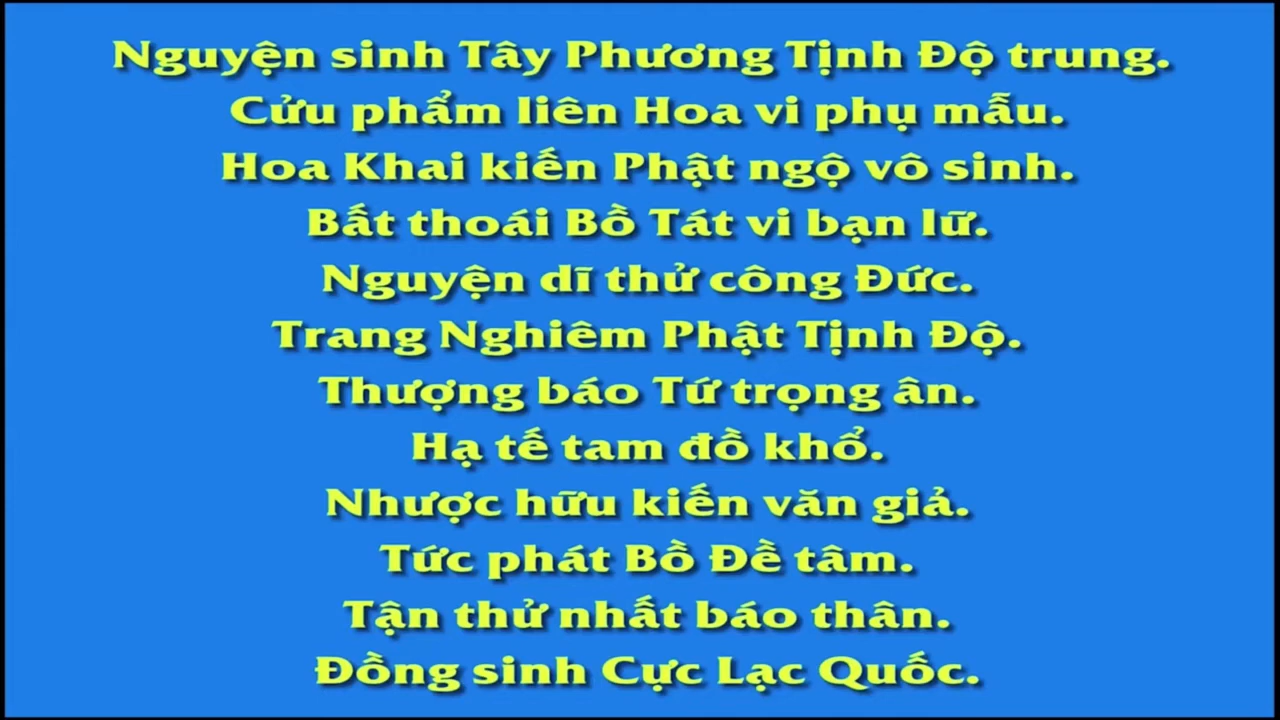 Nguyện sinh Tây Phương Tịnh Độ trung.
Cửu phẩm liên Hoa vi phụ mẫu.
Hoa Khai kiến Phật ngộ vô sinh.
Bất thoái Bồ Tát vi bạn lữ.
Nguyện dĩ thử công Đức.
Trang Nghiêm Phật Tịnh Độ.
Thượng báo Tứ trọng ân.
Hạ tế tam đồ khổ.
Nhược hữu kiến văn giả.
Tức phát Bồ Đề tâm.
Tận thử nhất báo thân.
Đồng sinh Cực Lạc Quốc.